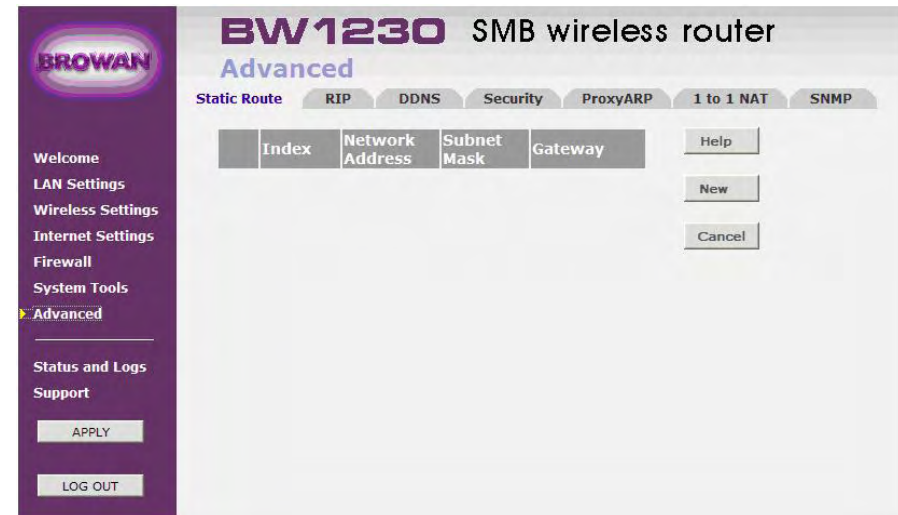 BROWAN
BW1230 SMB wireless router
Advanced
Static Route RIP DDNS Security ProxyARP 1 to 1 NAT SNMP
Index Network Address Subnet Mask Gateway
Help
New
Cancel
Welcome
LAN Settings
Wireless Settings
Internet Settings
Firewall
System Tools
Advanced
Status and Logs
Support
APPLY
LOG OUT